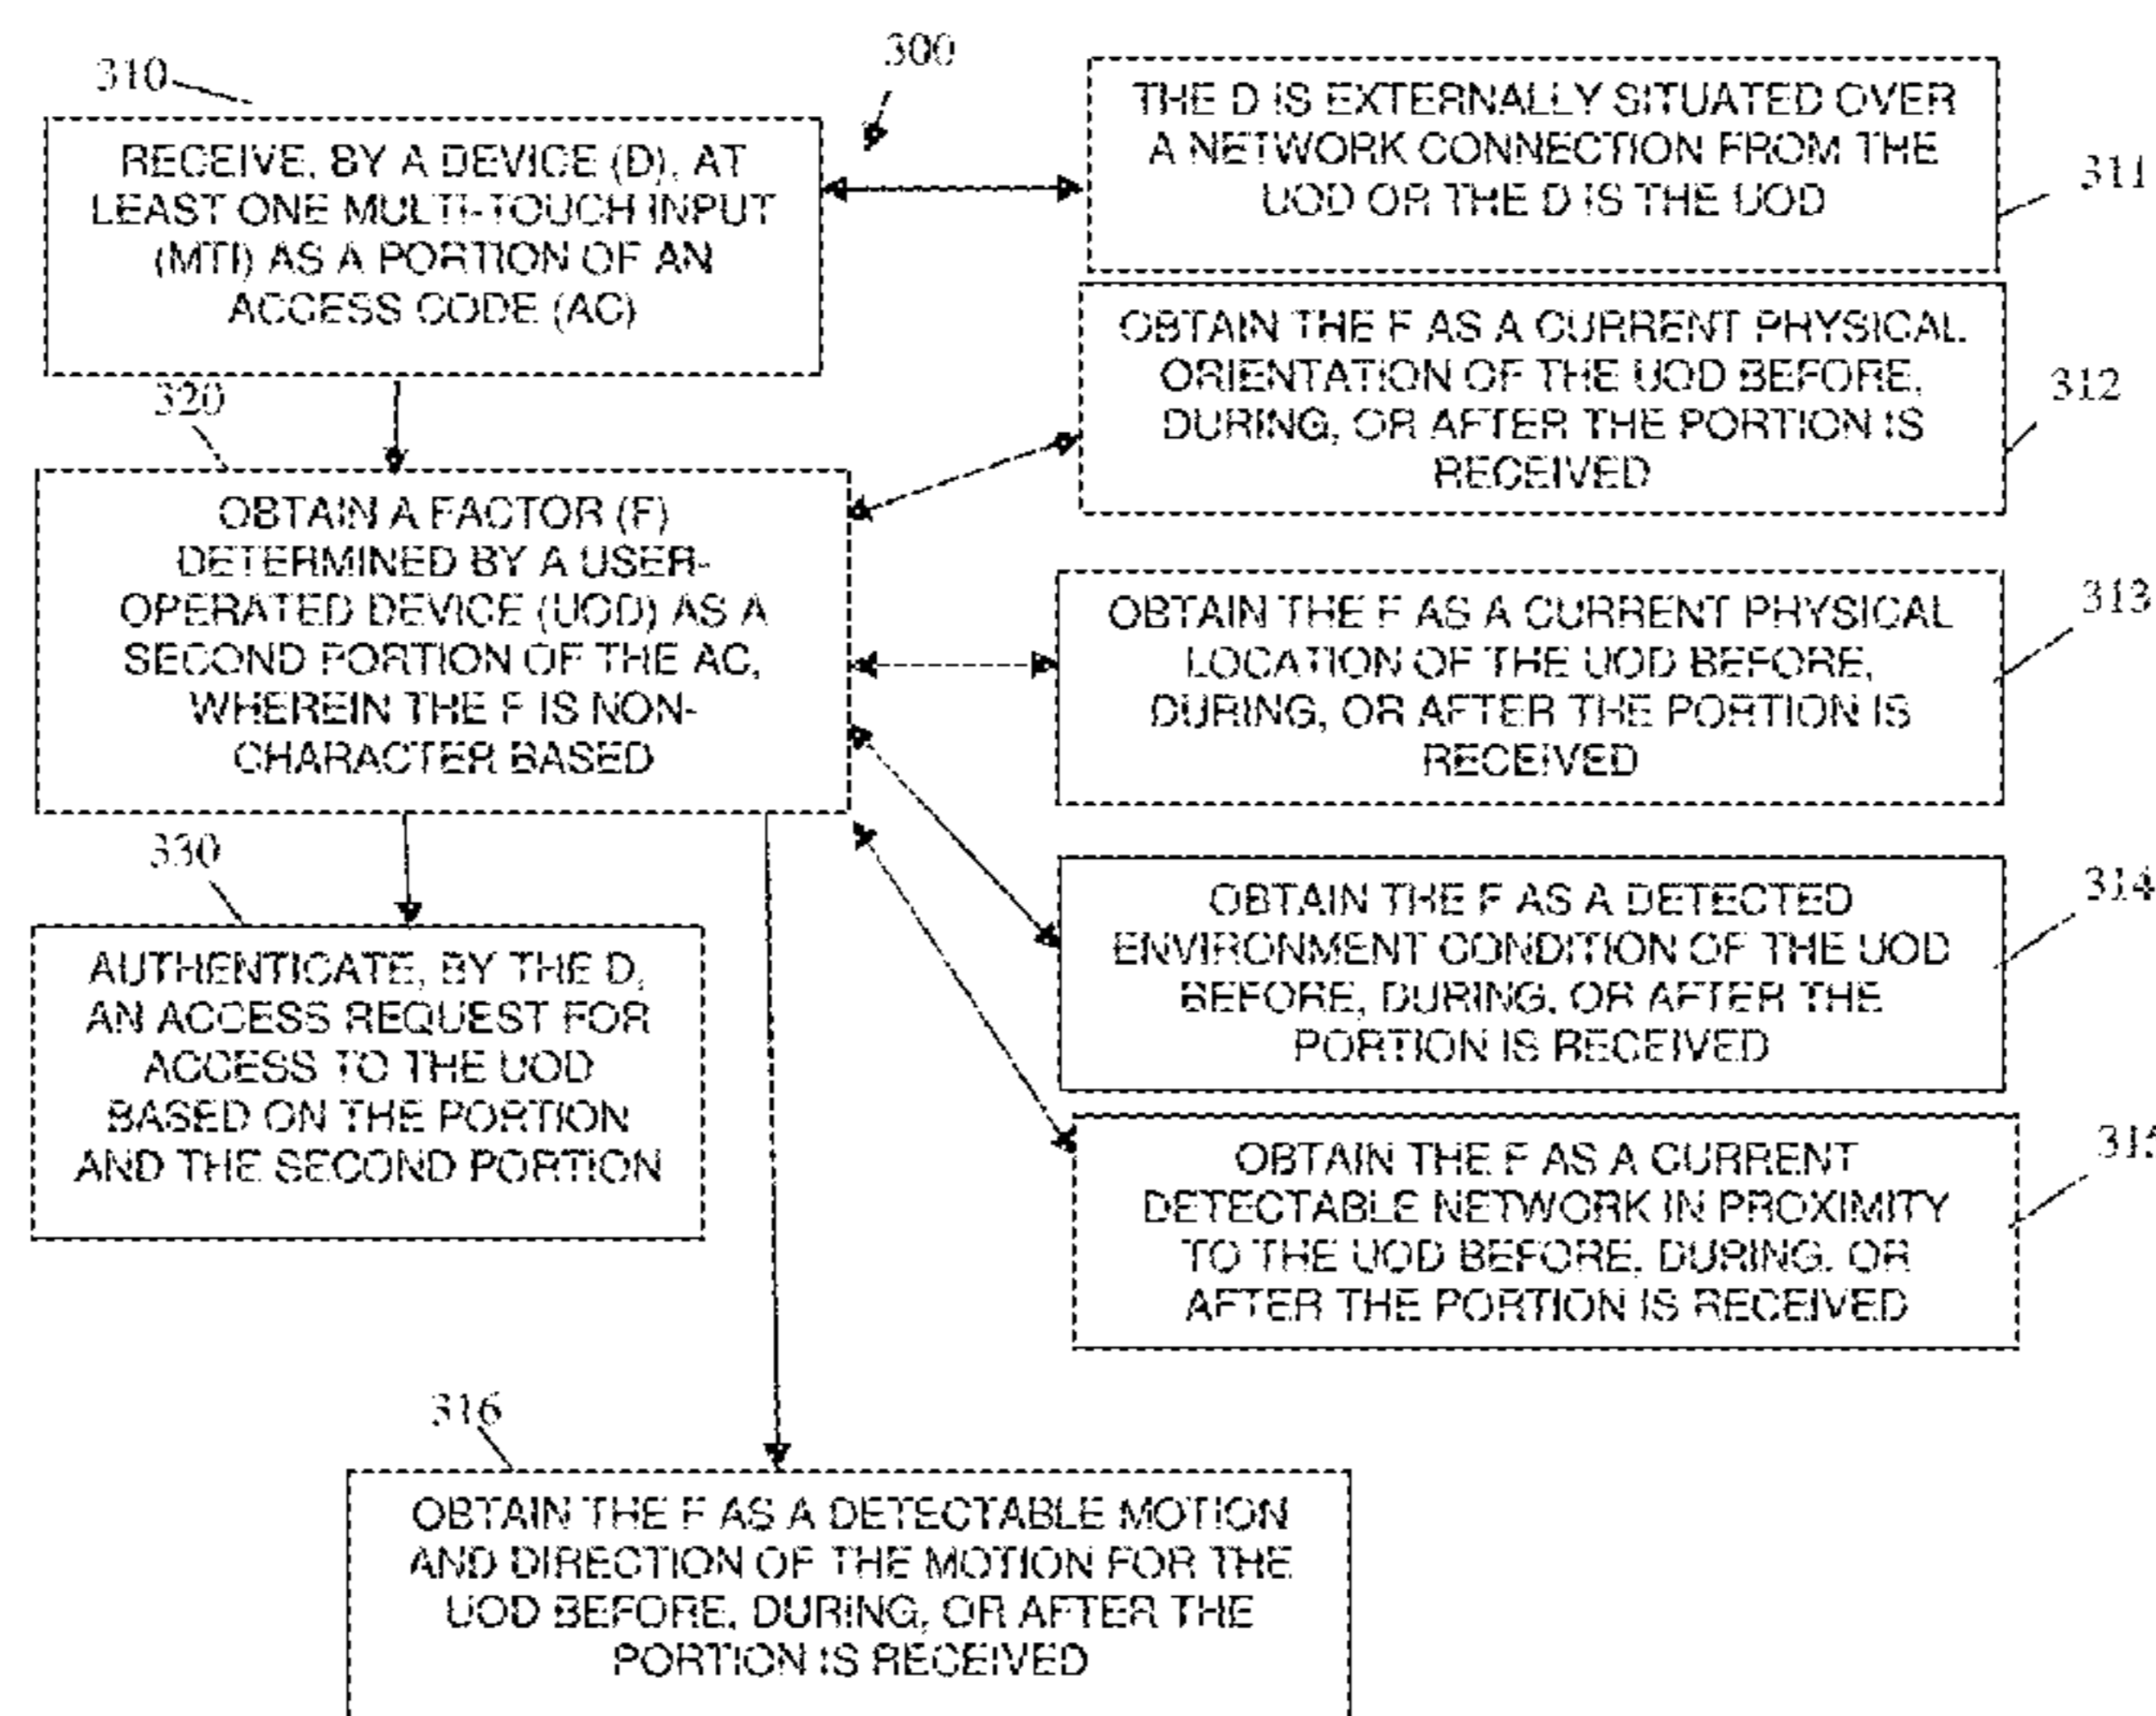 300
310
RECEIVE, BY A DEVICE (D), AT
LEAST ONE MULTI-TOUCH INPUT
(MTI) AS A PORTION OF AN
ACCESS CODE (AC)
THE D IS EXTERNALLY SITUATED OVER
A NETWORK CONNECTION FROM THE
UOD OR THE D IS THE UOD
311
OBTAIN THE F AS A CURRENT PHYSICAL
ORIENTATION OF THE UOD BEFORE,
DURING, OR AFTER THE PORTION IS
RECEIVED
312
320
OBTAIN A FACTOR (F)
DETERMINED BY A USER-
OPERATED DEVICE (UOD) AS A
SECOND PORTION OF THE AC,
WHEREIN THE F IS NON-
CHARACTER BASED
OBTAIN THE F AS A CURRENT PHYSICAL
LOCATION OF THE UOD BEFORE,
DURING, OR AFTER THE PORTION IS
RECEIVED
313
330
AUTHENTICATE, BY THE D,
AN ACCESS REQUEST FOR
ACCESS TO THE UOD
BASED ON THE PORTION
AND THE SECOND PORTION
OBTAIN THE F AS A DETECTED
ENVIRONMENT CONDITION OF THE UOD
BEFORE, DURING, OR AFTER THE
PORTION IS RECEIVED
314
OBTAIN THE F AS A CURRENT
DETECTABLE NETWORK IN PROXIMITY
TO THE UOD BEFORE, DURING, OR
AFTER THE PORTION IS RECEIVED
315
316
OBTAIN THE F AS A DETECTABLE MOTION
AND DIRECTION OF THE MOTION FOR THE
UOD BEFORE, DURING, OR AFTER THE
PORTION IS RECEIVED